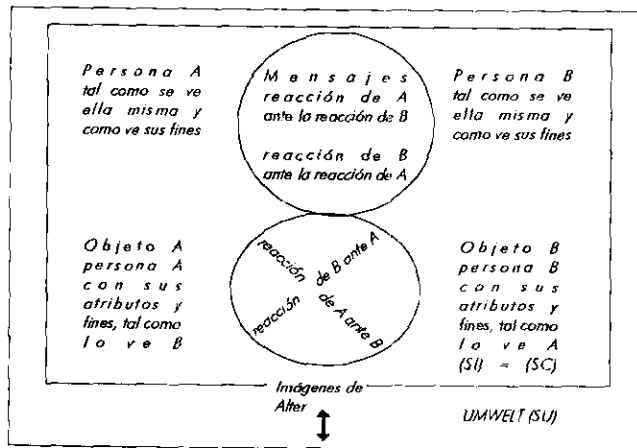 Persona A
tal como se ve
ella misma y
como ve sus fines
Mensajes
reacción de A
ante la reacción de B
reacción de B
ante la reacción de A
Persona B
tal como se ve
ella misma y
como ve sus fines
Objeto A
persona A
con sus
atributos y
fines, tal como
lo ve B
reacción de B ante A
reacción de A ante B
Objeto B
persona B
con sus
atributos y
fines, tal como
lo ve A
(SI) = (SC)
Imágenes de
Alter
UMWELT (SU)